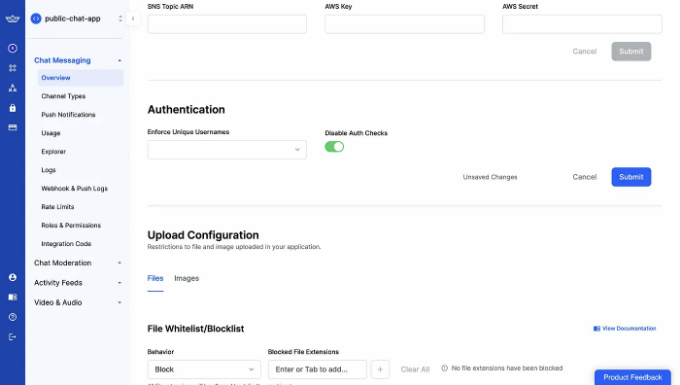 public-chat-app
Chat Messaging
Overview
Channel Types
Push Notifications
Usage
Explorer
Logs
Webhook & Push Logs
Rate Limits
Roles & Permissions
Integration Code
Chat Moderation
Activity Feeds
Video & Audio
SNS Topic ARN
AWS Key
AWS Secret
Cancel
Submit
Authentication
Enforce Unique Usernames
Disable Auth Checks
Unsaved Changes
Cancel
Submit
Upload Configuration
Restrictions to file and image uploaded in your application.
Files
Images
File Whitelist/Blocklist
View Documentation
Behavior
Blocked File Extensions
Block
Enter or Tab to add...
Clear All
No file extensions have been blocked
Product Feedback